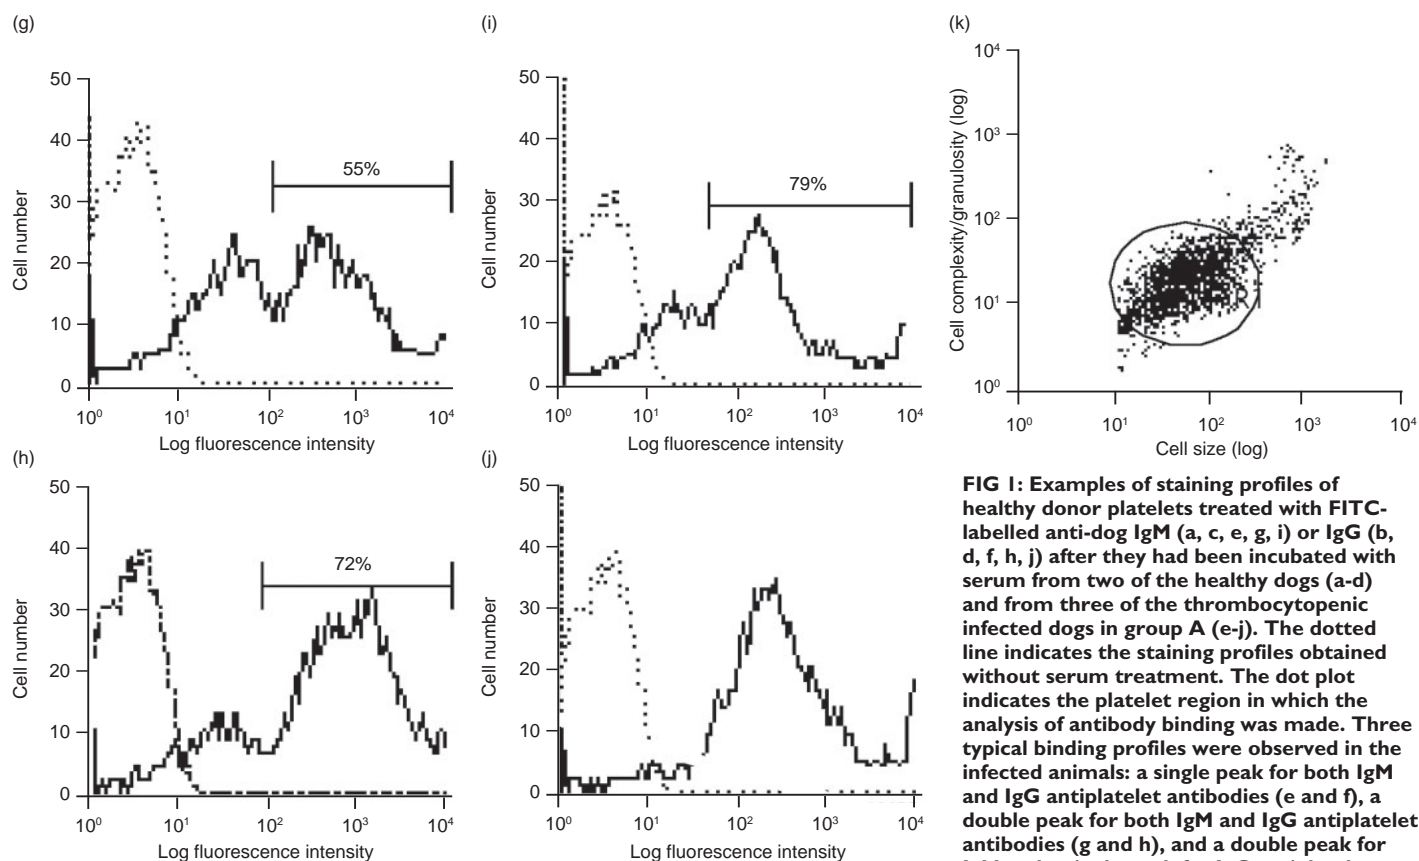 (g)
50
40
30
20
10
0
Cell number
55%
10⁰ 10¹ 10² 10³ 10⁴
Log fluorescence intensity
(h)
50
40
30
20
10
0
Cell number
72%
10⁰ 10¹ 10² 10³ 10⁴
Log fluorescence intensity
(i)
50
40
30
20
10
0
Cell number
79%
10⁰ 10¹ 10² 10³ 10⁴
Log fluorescence intensity
(j)
50
40
30
20
10
0
Cell number
10⁰ 10¹ 10² 10³ 10⁴
Log fluorescence intensity
(k)
10⁴
10³
10²
10¹
10⁰
Cell complexity/granulosity (log)
10⁰ 10¹ 10² 10³ 10⁴
Cell size (log)
FIG 1: Examples of staining profiles of
healthy donor platelets treated with FITC-
labelled anti-dog IgM (a, c, e, g, i) or IgG (b,
d, f, h, j) after they had been incubated with
serum from two of the healthy dogs (a-d)
and from three of the thrombocytopenic
infected dogs in group A (e-j). The dotted
line indicates the staining profiles obtained
without serum treatment. The dot plot
indicates the platelet region in which the
analysis of antibody binding was made. Three
typical binding profiles were observed in the
infected animals: a single peak for both IgM
and IgG antiplatelet antibodies (e and f), a
double peak for both IgM and IgG antiplatelet
antibodies (g and h), and a double peak for